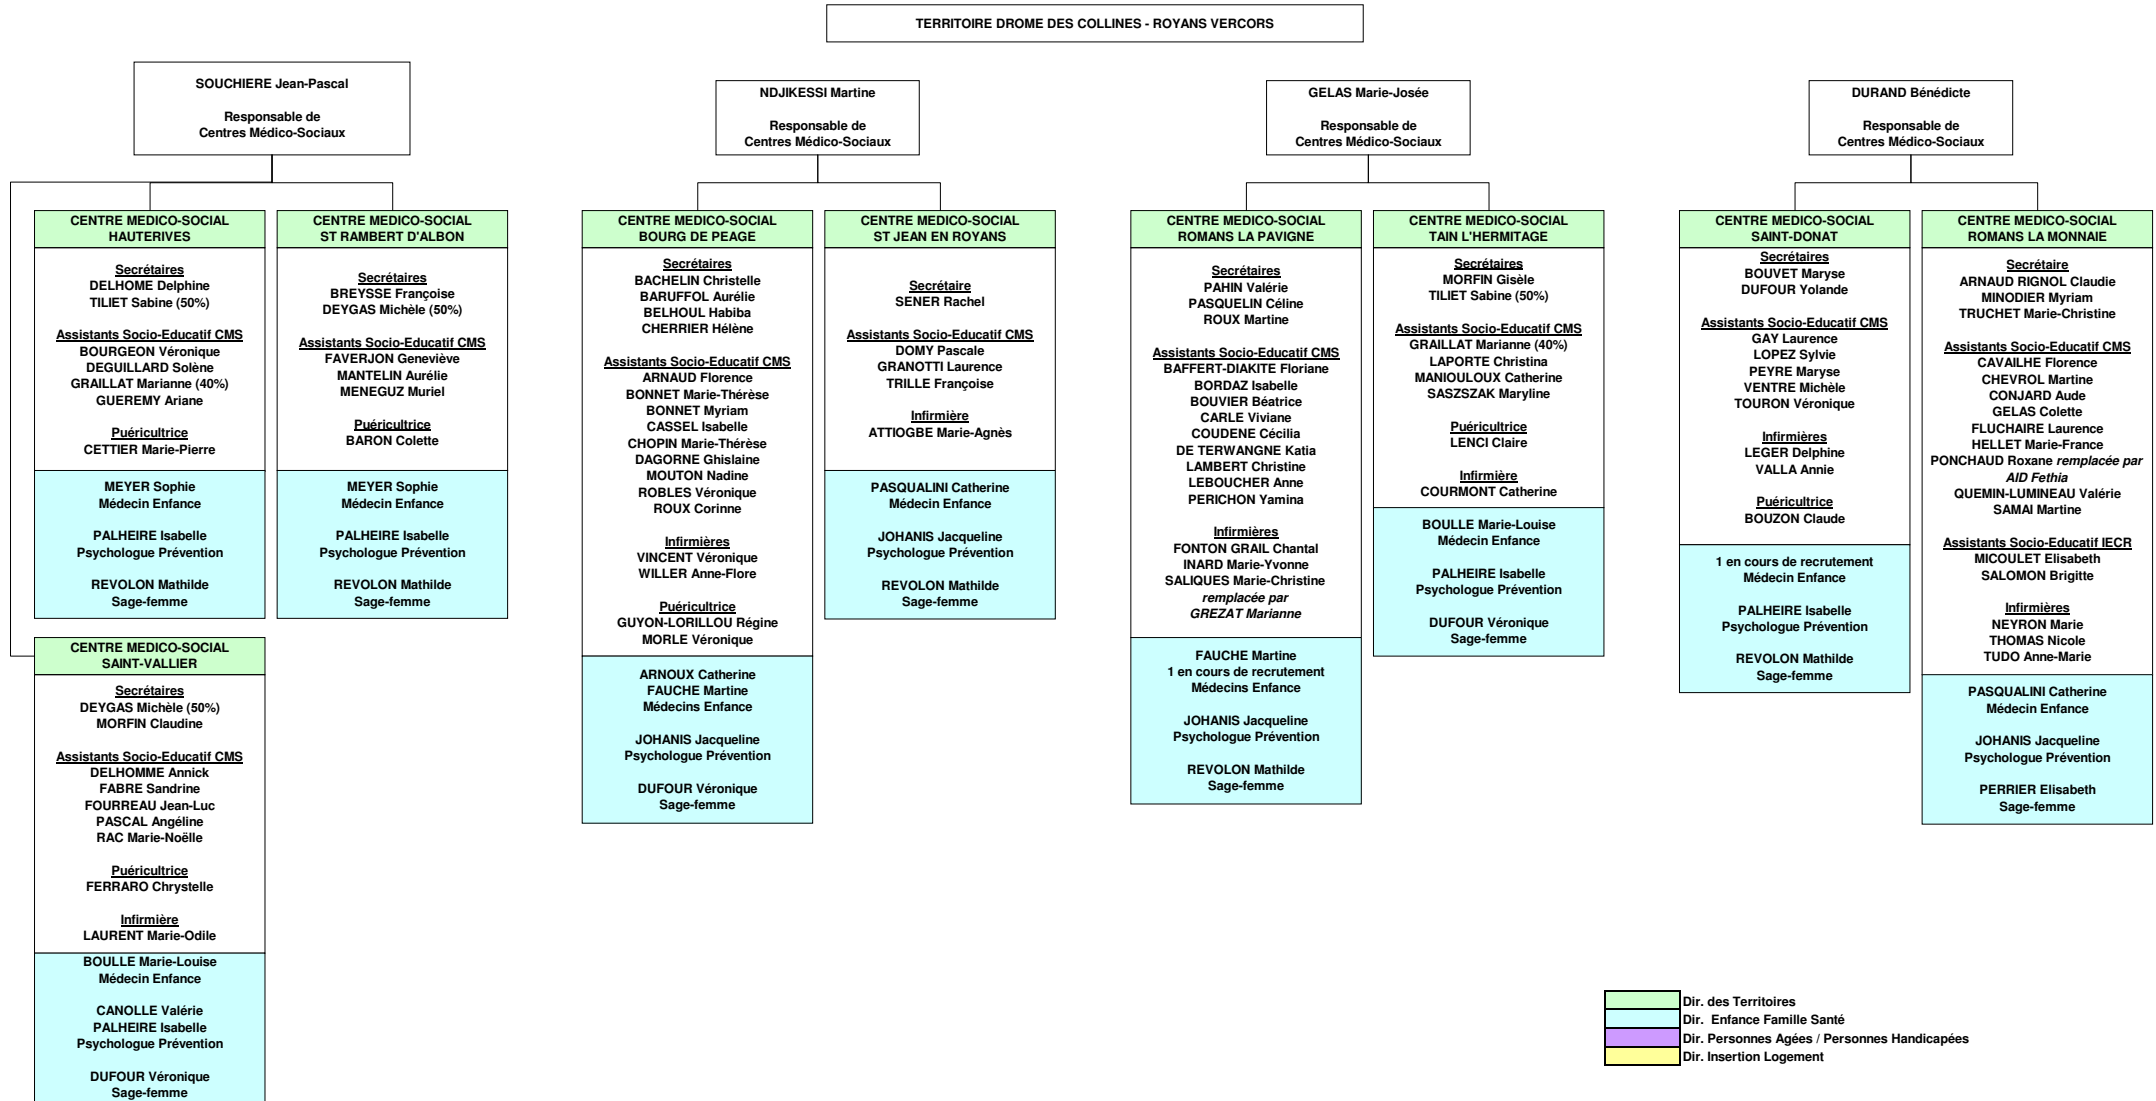 TERRITOIRE DROME DES COLLINES - ROYANS VERCORS
SOUCHIERE Jean-Pascal
Responsable de
Centres Médico-Sociaux
NDJIKESSI Martine
Responsable de
Centres Médico-Sociaux
GELAS Marie-Josée
Responsable de
Centres Médico-Sociaux
DURAND Bénédicte
Responsable de
Centres Médico-Sociaux
CENTRE MEDICO-SOCIAL
HAUTERIVES
Secrétaires
DELHOME Delphine
TILIET Sabine (50%)
Assistants Socio-Educatif CMS
BOURGEON Véronique
DEGUILLARD Solène
GRAILLAT Marianne (40%)
GUEREMY Ariane
Puéricultrice
CETTIER Marie-Pierre
MEYER Sophie
Médecin Enfance
PALHEIRE Isabelle
Psychologue Prévention
REVOLON Mathilde
Sage-femme
CENTRE MEDICO-SOCIAL
ST RAMBERT D'ALBON
Secrétaires
BREYSSE Françoise
DEYGAS Michèle (50%)
Assistants Socio-Educatif CMS
FAVERJON Geneviève
MANTELIN Aurélie
MENEGUZ Muriel
Puéricultrice
BARON Colette
MEYER Sophie
Médecin Enfance
PALHEIRE Isabelle
Psychologue Prévention
REVOLON Mathilde
Sage-femme
CENTRE MEDICO-SOCIAL
SAINT-VALLIER
Secrétaires
DEYGAS Michèle (50%)
MORFIN Claudine
Assistants Socio-Educatif CMS
DELHOMME Annick
FABRE Sandrine
FOURREAU Jean-Luc
PASCAL Angéline
RAC Marie-Noëlle
Puéricultrice
FERRARO Chrystelle
Infirmière
LAURENT Marie-Odile
BOULLE Marie-Louise
Médecin Enfance
CANOLLE Valérie
PALHEIRE Isabelle
Psychologue Prévention
DUFOUR Véronique
Sage-femme
CENTRE MEDICO-SOCIAL
BOURG DE PEAGE
Secrétaires
BACHELIN Christelle
BARUFFOL Aurélie
BELHOUL Habiba
CHERRIER Hélène
Assistants Socio-Educatif CMS
ARNAUD Florence
BONNET Marie-Thérèse
BONNET Myriam
CASSEL Isabelle
CHOPIN Marie-Thérèse
DAGORNE Ghislaine
MOUTON Nadine
ROBLES Véronique
ROUX Corinne
Infirmières
VINCENT Véronique
WILLER Anne-Flore
Puéricultrice
GUYON-LORILLOU Régine
MORLE Véronique
ARNOUX Catherine
FAUCHE Martine
Médecins Enfance
JOHANIS Jacqueline
Psychologue Prévention
DUFOUR Véronique
Sage-femme
CENTRE MEDICO-SOCIAL
ST JEAN EN ROYANS
Secrétaire
SENER Rachel
Assistants Socio-Educatif CMS
DOMY Pascale
GRANOTTI Laurence
TRILLE Françoise
Infirmière
ATTIOGBE Marie-Agnès
PASQUALINI Catherine
Médecin Enfance
JOHANIS Jacqueline
Psychologue Prévention
REVOLON Mathilde
Sage-femme
CENTRE MEDICO-SOCIAL
ROMANS LA PAVIGNE
Secrétaires
PAHIN Valérie
PASQUELIN Céline
ROUX Martine
Assistants Socio-Educatif CMS
BAFFERT-DIAKITE Floriane
BORDAZ Isabelle
BOUVIER Béatrice
CARLE Viviane
COUDENE Cécilia
DE TERWANGNE Katia
LAMBERT Christine
LEBOUCHER Anne
PERICHON Yamina
Infirmières
FONTON GRAIL Chantal
INARD Marie-Yvonne
SALIQUES Marie-Christine
remplacée par
GREZAT Marianne
FAUCHE Martine
1 en cours de recrutement
Médecins Enfance
JOHANIS Jacqueline
Psychologue Prévention
REVOLON Mathilde
Sage-femme
CENTRE MEDICO-SOCIAL
TAIN L'HERMITAGE
Secrétaires
MORFIN Gisèle
TILIET Sabine (50%)
Assistants Socio-Educatif CMS
GRAILLAT Marianne (40%)
LAPORTE Christina
MANIOULOUX Catherine
SASZSZAK Maryline
Puéricultrice
LENCI Claire
Infirmière
COURMONT Catherine
BOULLE Marie-Louise
Médecin Enfance
PALHEIRE Isabelle
Psychologue Prévention
DUFOUR Véronique
Sage-femme
CENTRE MEDICO-SOCIAL
SAINT-DONAT
Secrétaires
BOUVET Maryse
DUFOUR Yolande
Assistants Socio-Educatif CMS
GAY Laurence
LOPEZ Sylvie
PEYRE Maryse
VENTRE Michèle
TOURON Véronique
Infirmières
LEGER Delphine
VALLA Annie
Puéricultrice
BOUZON Claude
1 en cours de recrutement
Médecin Enfance
PALHEIRE Isabelle
Psychologue Prévention
REVOLON Mathilde
Sage-femme
CENTRE MEDICO-SOCIAL
ROMANS LA MONNAIE
Secrétaire
ARNAUD RIGNOL Claudie
MINODIER Myriam
TRUCHET Marie-Christine
Assistants Socio-Educatif CMS
CAVAILHE Florence
CHEVROL Martine
CONJARD Aude
GELAS Colette
FLUCHAIRE Laurence
HELLET Marie-France
PONCHAUD Roxane remplacée par
AID Fethia
QUEMIN-LUMINEAU Valérie
SAMAI Martine
Assistants Socio-Educatif IECR
MICOULET Elisabeth
SALOMON Brigitte
Infirmières
NEYRON Marie
THOMAS Nicole
TUDO Anne-Marie
PASQUALINI Catherine
Médecin Enfance
JOHANIS Jacqueline
Psychologue Prévention
PERRIER Elisabeth
Sage-femme
Dir. des Territoires
Dir. Enfance Famille Santé
Dir. Personnes Agées / Personnes Handicapées
Dir. Insertion Logement